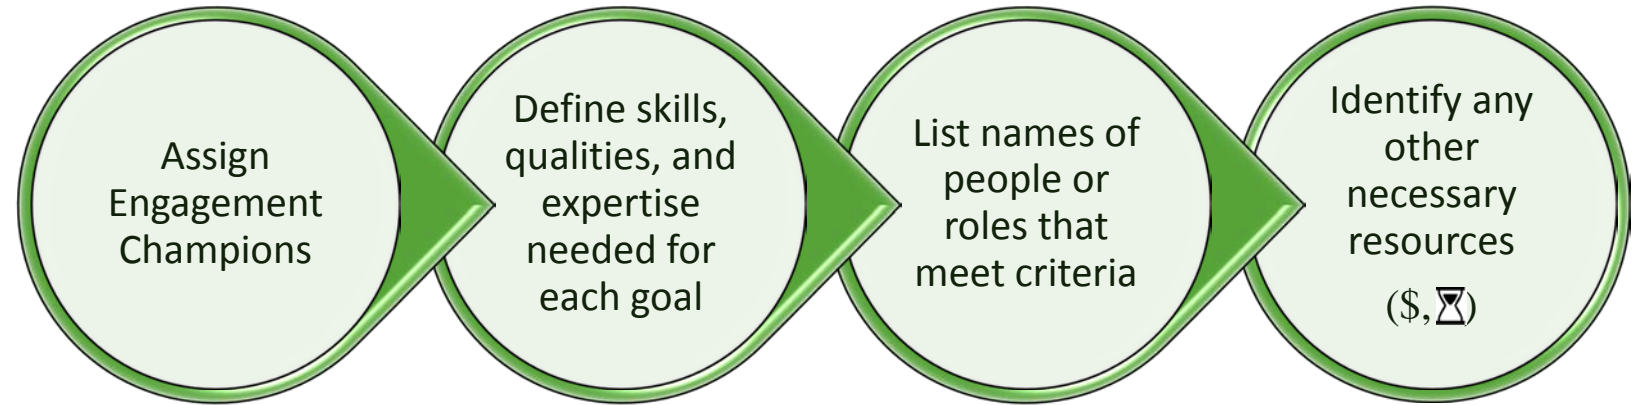 Assign
Engagement
Champions
Define skills,
qualities, and
expertise
needed for
each goal
List names of
people or
roles that
meet criteria
Identify any
other
necessary
resources
($,⌛)